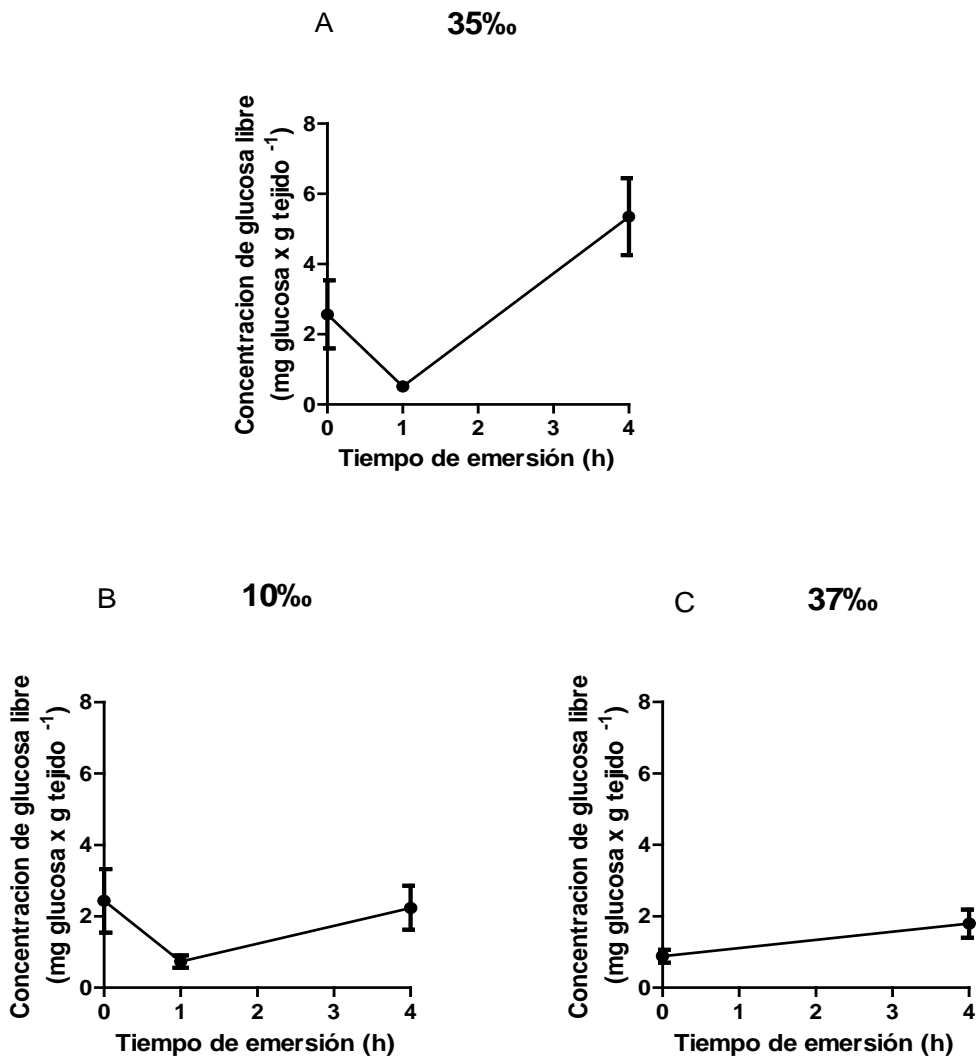 A 35‰
Concentracion de glucosa libre
(mg glucosa x g tejido -1)
8
6
4
2
0
0 1 2 3 4
Tiempo de emersión (h)
B 10‰
Concentracion de glucosa libre
(mg glucosa x g tejido -1)
8
6
4
2
0
0 1 2 3 4
Tiempo de emersión (h)
C 37‰
Concentracion de glucosa libre
(mg glucosa x g tejido -1)
8
6
4
2
0
0 1 2 3 4
Tiempo de emersión (h)